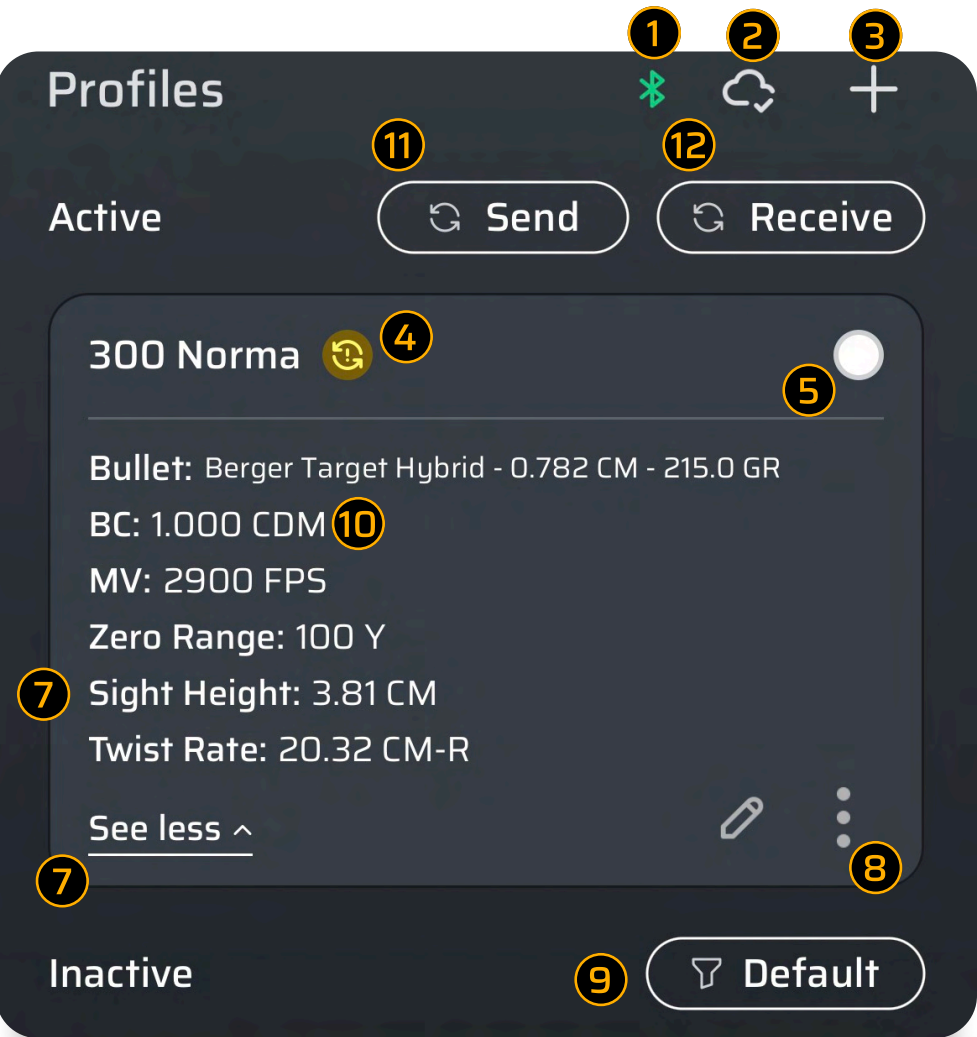 1 2 3
Profiles
11 12
Active Send Receive
300 Norma 4
5
Bullet: Berger Target Hybrid - 0.782 CM - 215.0 GR
BC: 1.000 CDM 10
MV: 2900 FPS
Zero Range: 100 Y
7 Sight Height: 3.81 CM
Twist Rate: 20.32 CM-R
See less
7 8
Inactive 9 Default